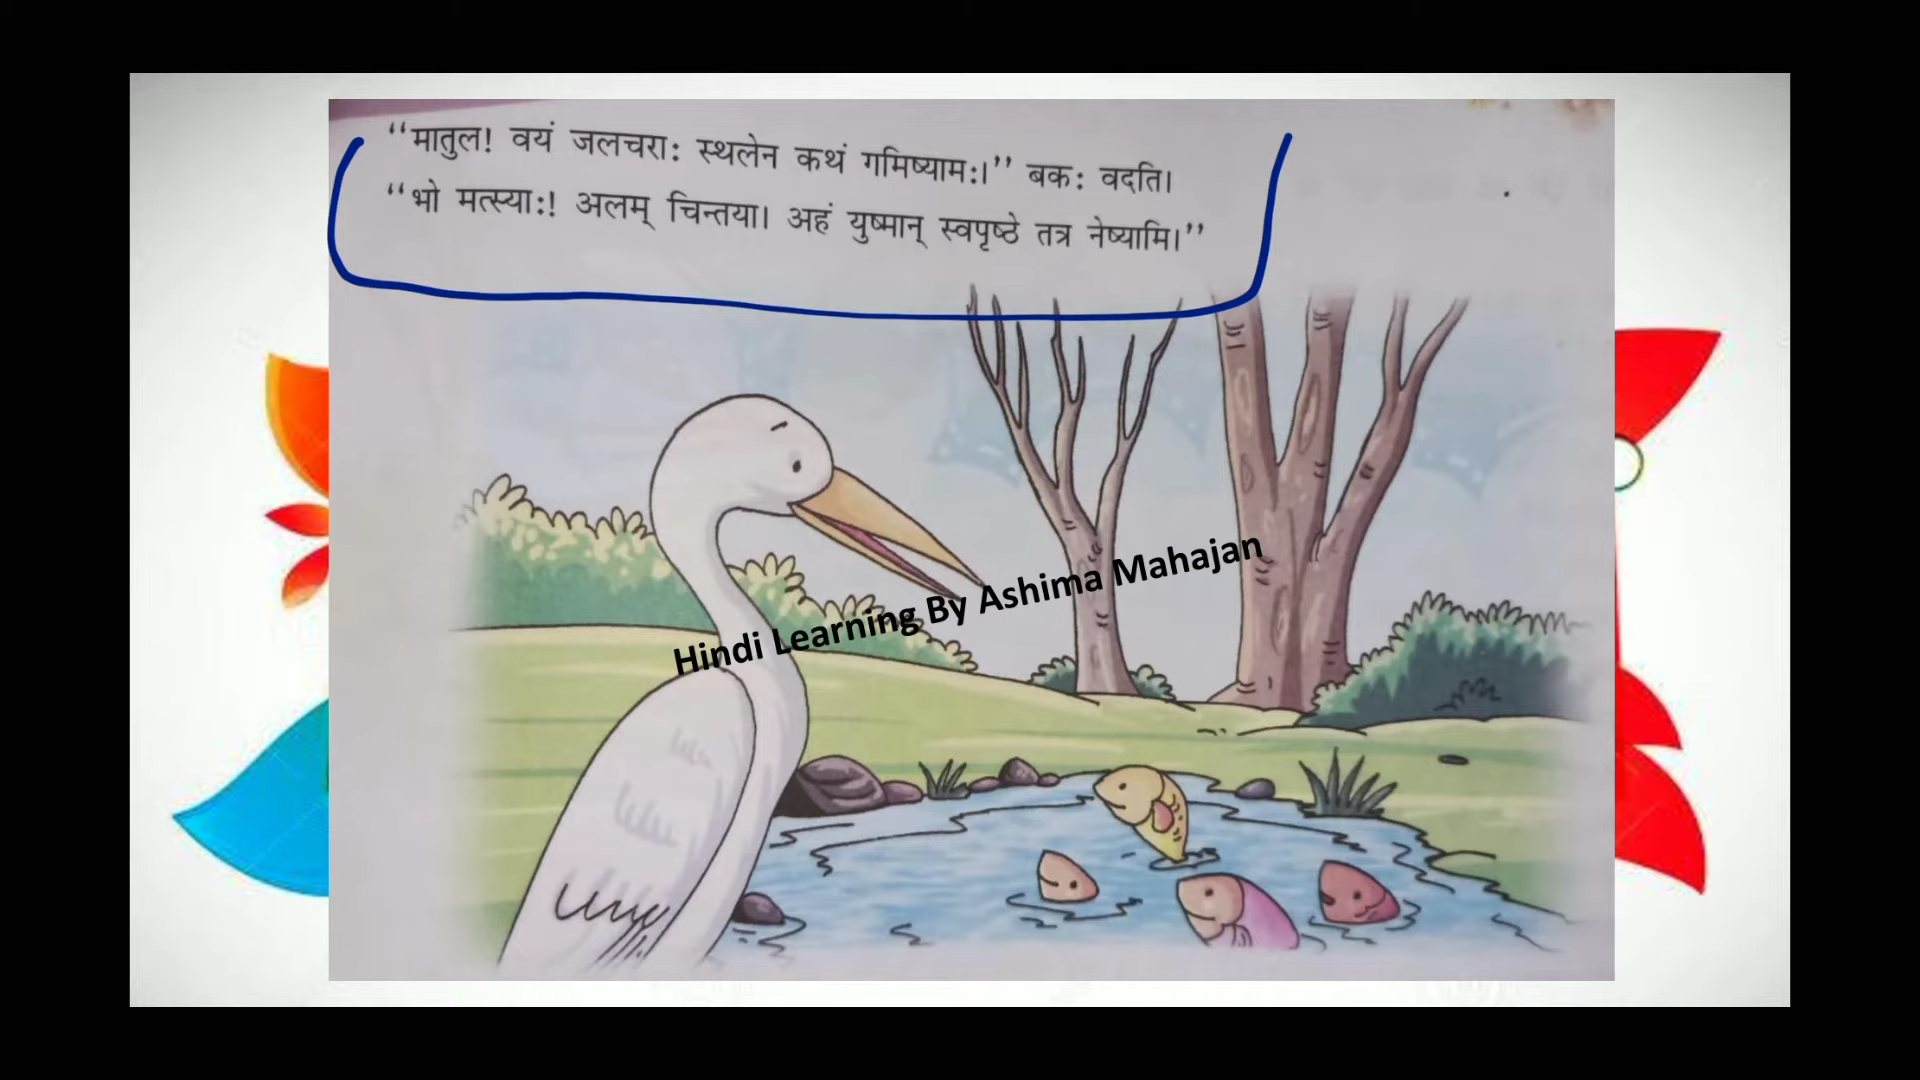 “मातुल! वयं जलचराः स्थलेन कथं गमिष्यामः।” बकः वदति।
“भो मत्स्याः! अलम् चिन्तया। अहं युष्मान् स्वपृष्ठे तत्र नेष्यामि।”
Hindi Learning By Ashima Mahajan